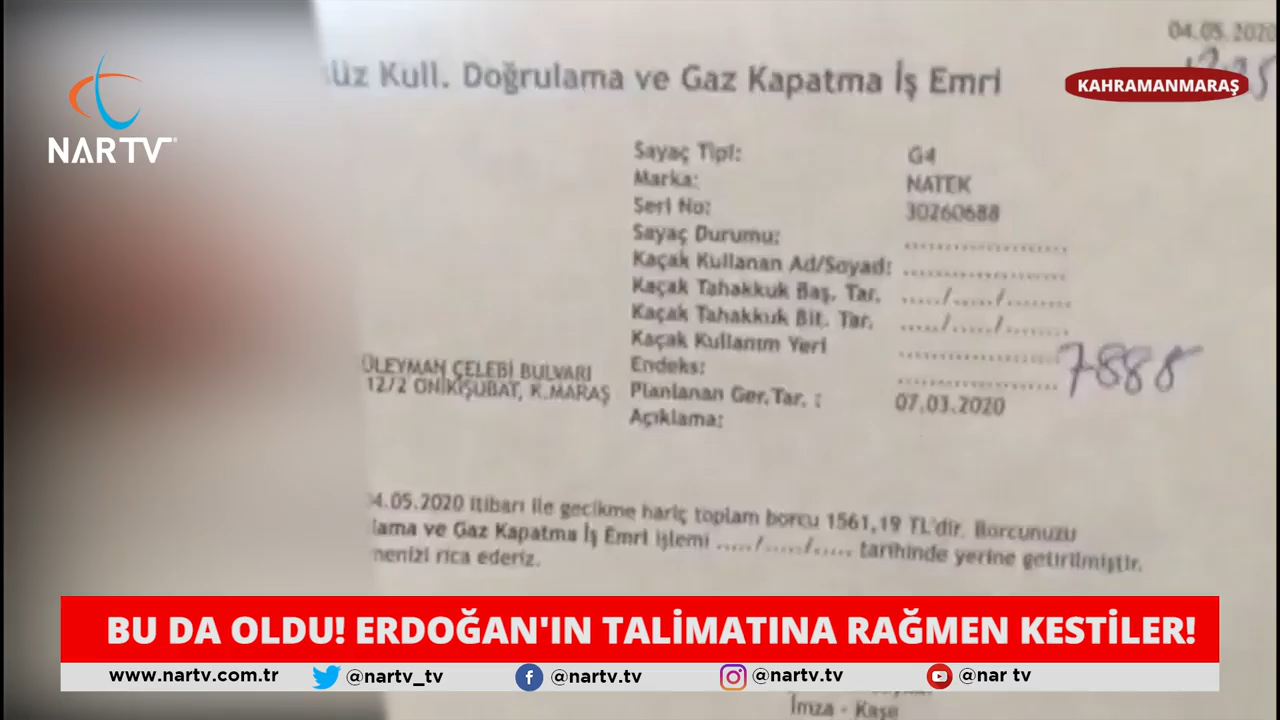 04.05.2020
üz Kull. Doğrulama ve Gaz Kapatma İş Emri
KAHRAMANMARAŞ
NAR TV
Sayaç Tipi: G4
Marka: NATEK
Seri No: 30260688
Sayaç Durumu: ....................
Kaçak Kullanan Ad/Soyad: ....................
Kaçak Tahakkuk Baş. Tar. ...../...../........
Kaçak Tahakkuk Bit. Tar. ...../...../........
Kaçak Kullanım Yeri ....................
Endeks: .................... 7888
Planlanan Ger.Tar. : 07.03.2020
Açıklama:
ÜLEYMAN ÇELEBİ BULVARI
12/2 ONİKİŞUBAT, K.MARAŞ
04.05.2020 itibarı ile gecikme hariç toplam borcu 1561,19 TL'dir. Borcunuzu
lama ve Gaz Kapatma İş Emri işlemi ...../...../..... tarihinde yerine getirilmiştir.
menizi rica ederiz.
BU DA OLDU! ERDOĞAN'IN TALİMATINA RAĞMEN KESTİLER!
www.nartv.com.tr @nartv_tv @nartv.tv @nartv.tv @nar tv
İmza - Kaşe